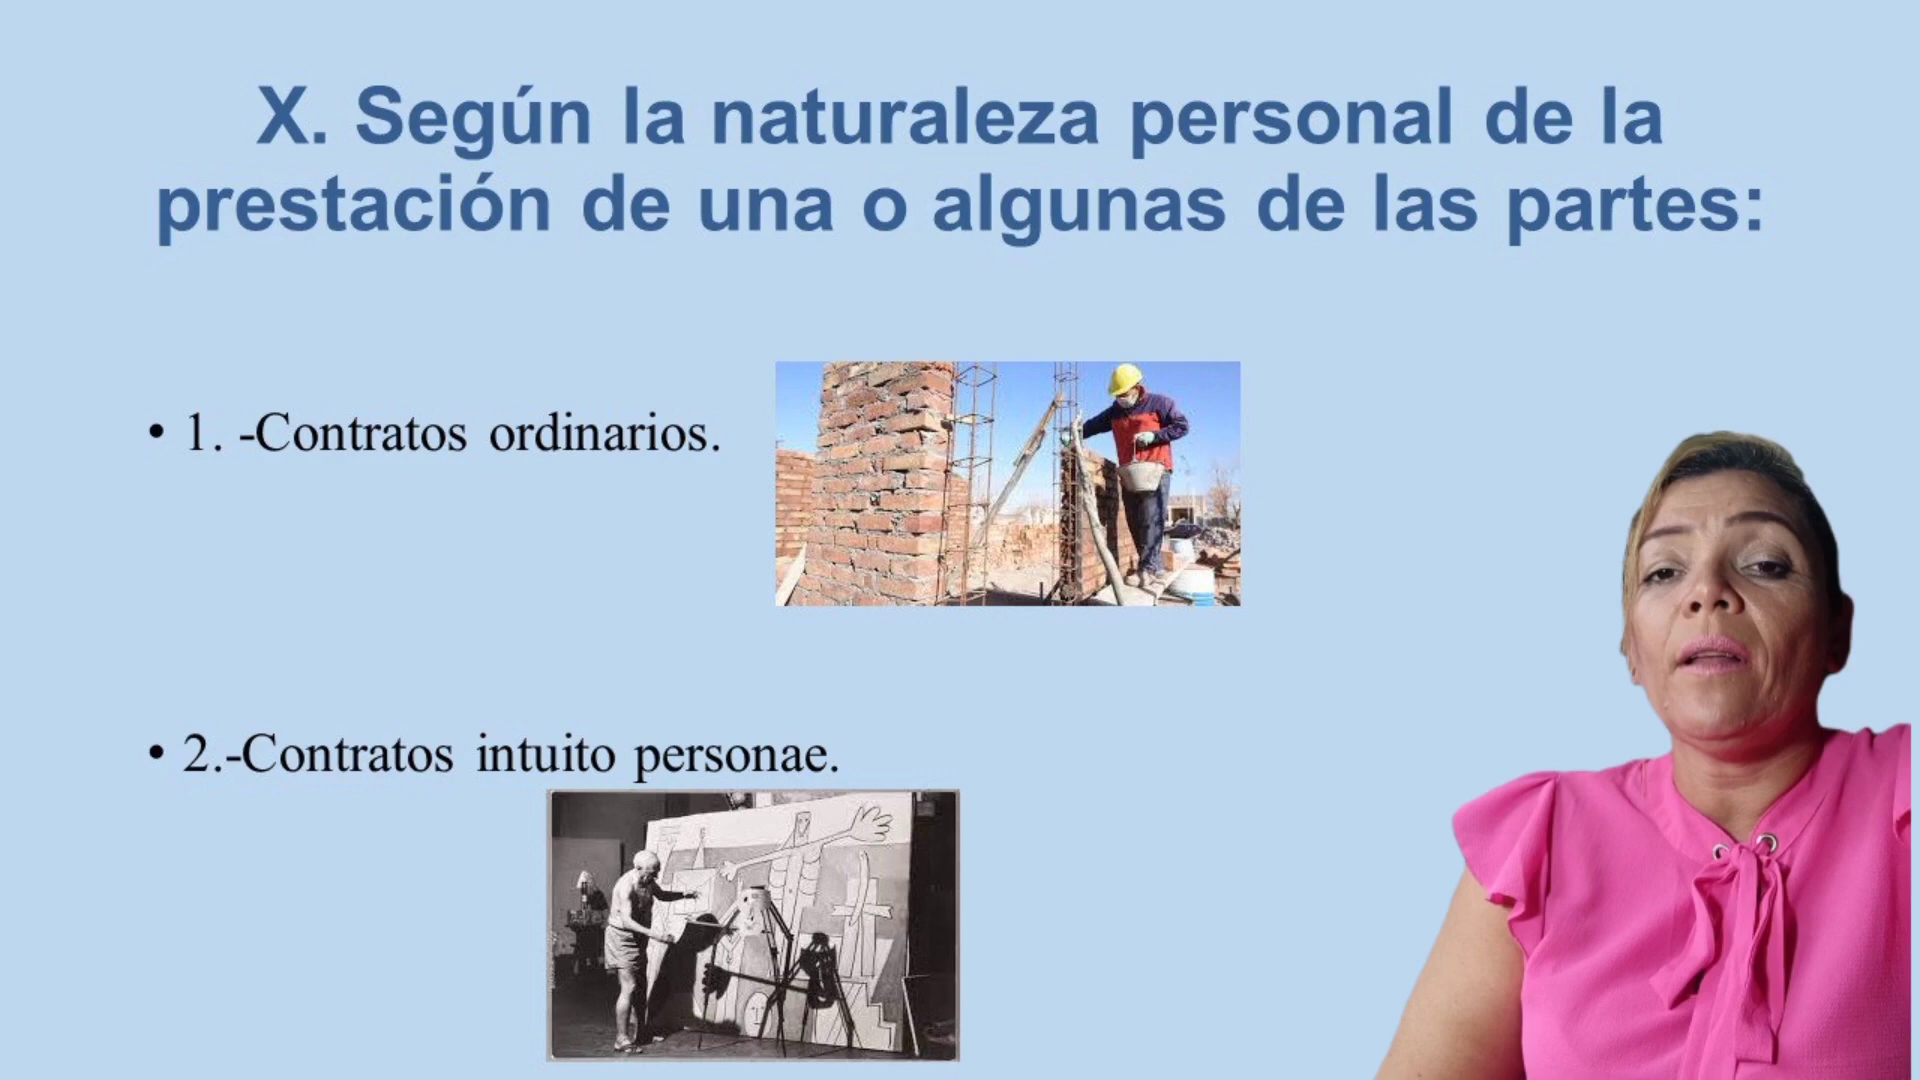 X. Según la naturaleza personal de la
prestación de una o algunas de las partes:
• 1. -Contratos ordinarios.
• 2.-Contratos intuito personae.